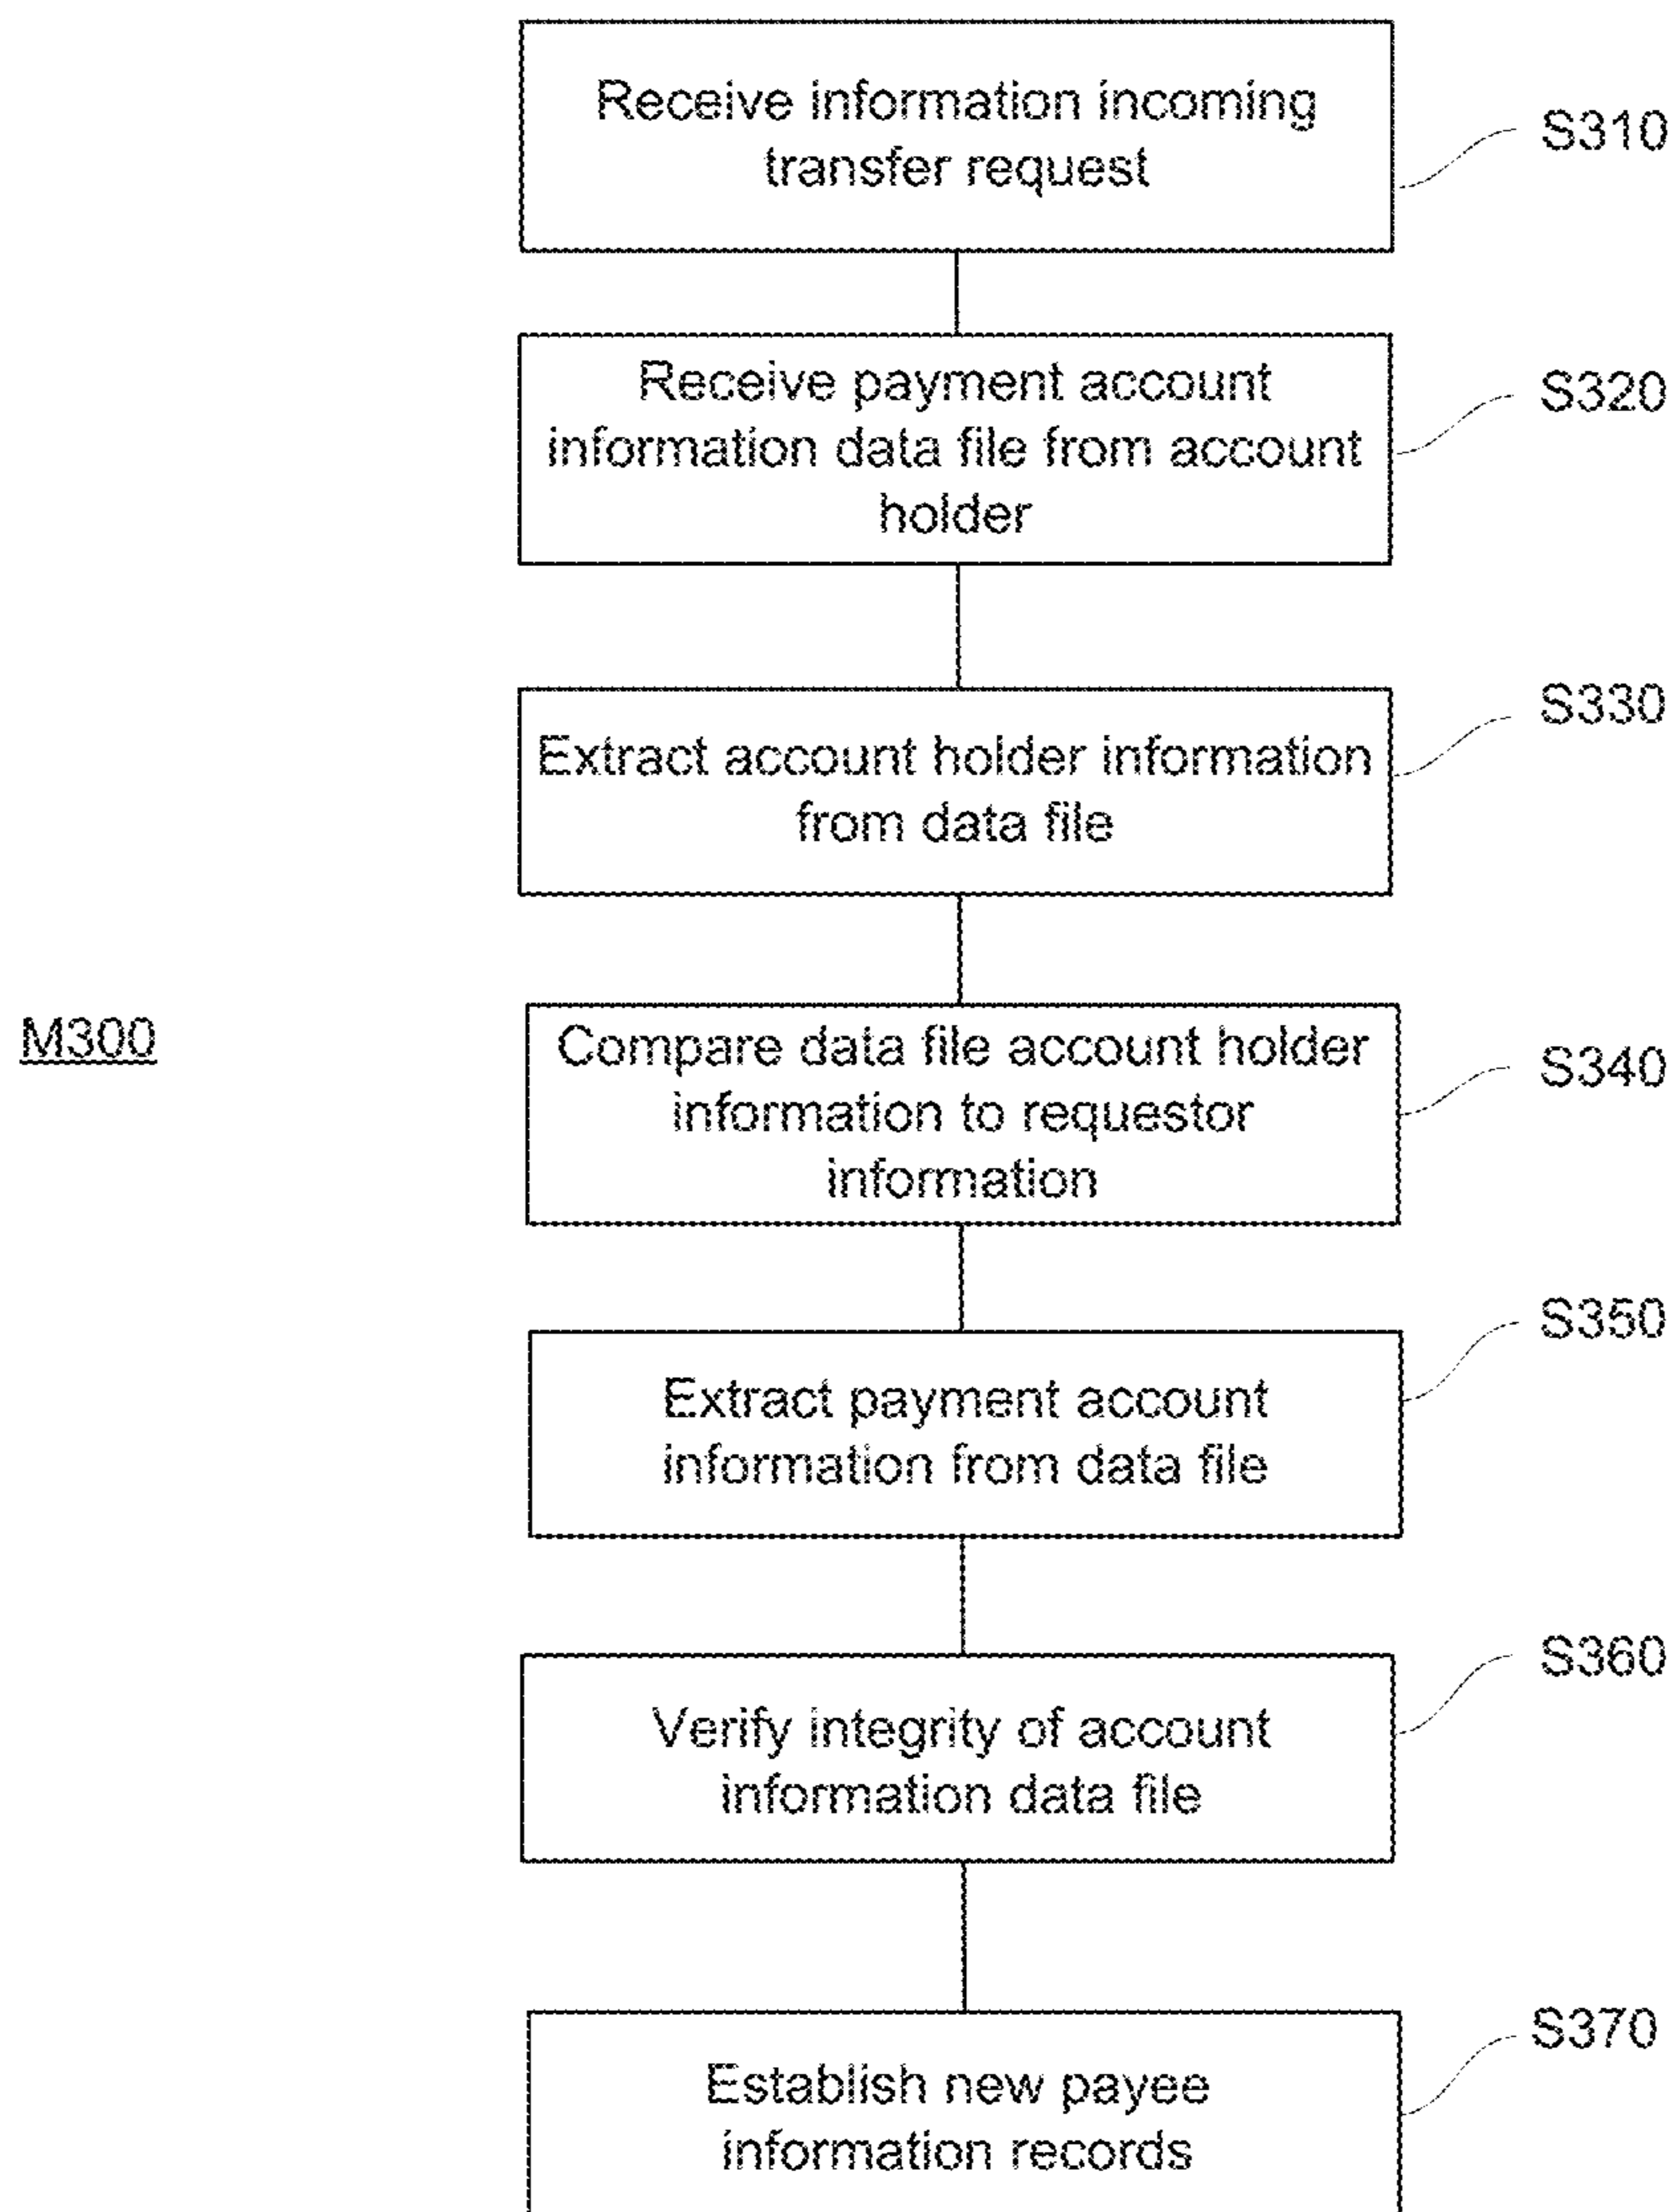 Receive information incoming
transfer request
S310
Receive payment account
information data file from account
holder
S320
Extract account holder information
from data file
S330
M300
Compare data file account holder
information to requestor
information
S340
Extract payment account
information from data file
S350
Verify integrity of account
information data file
S360
Establish new payee
information records
S370